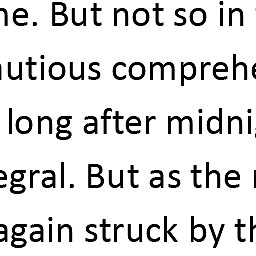 ne. But not so in
autious comprehe
long after midni
egral. But as the
again struck by th